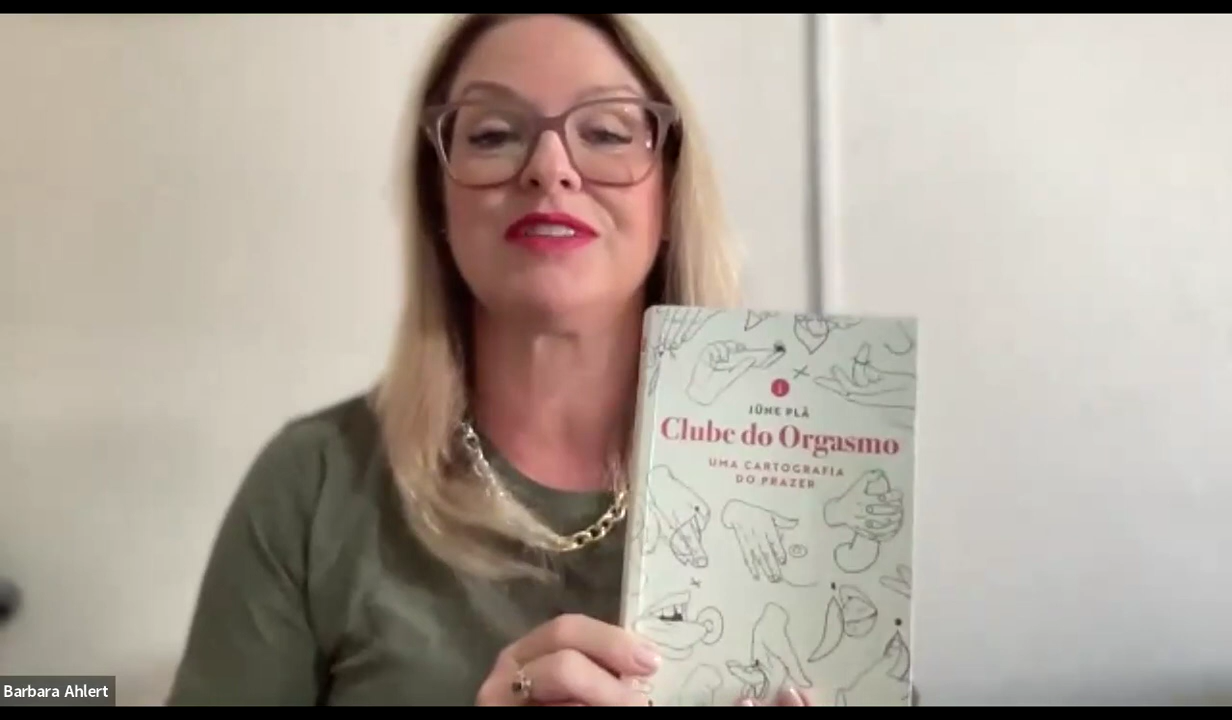 JÜNE PLÃ
Clube do Orgasmo
UMA CARTOGRAFIA
DO PRAZER
Barbara Ahlert